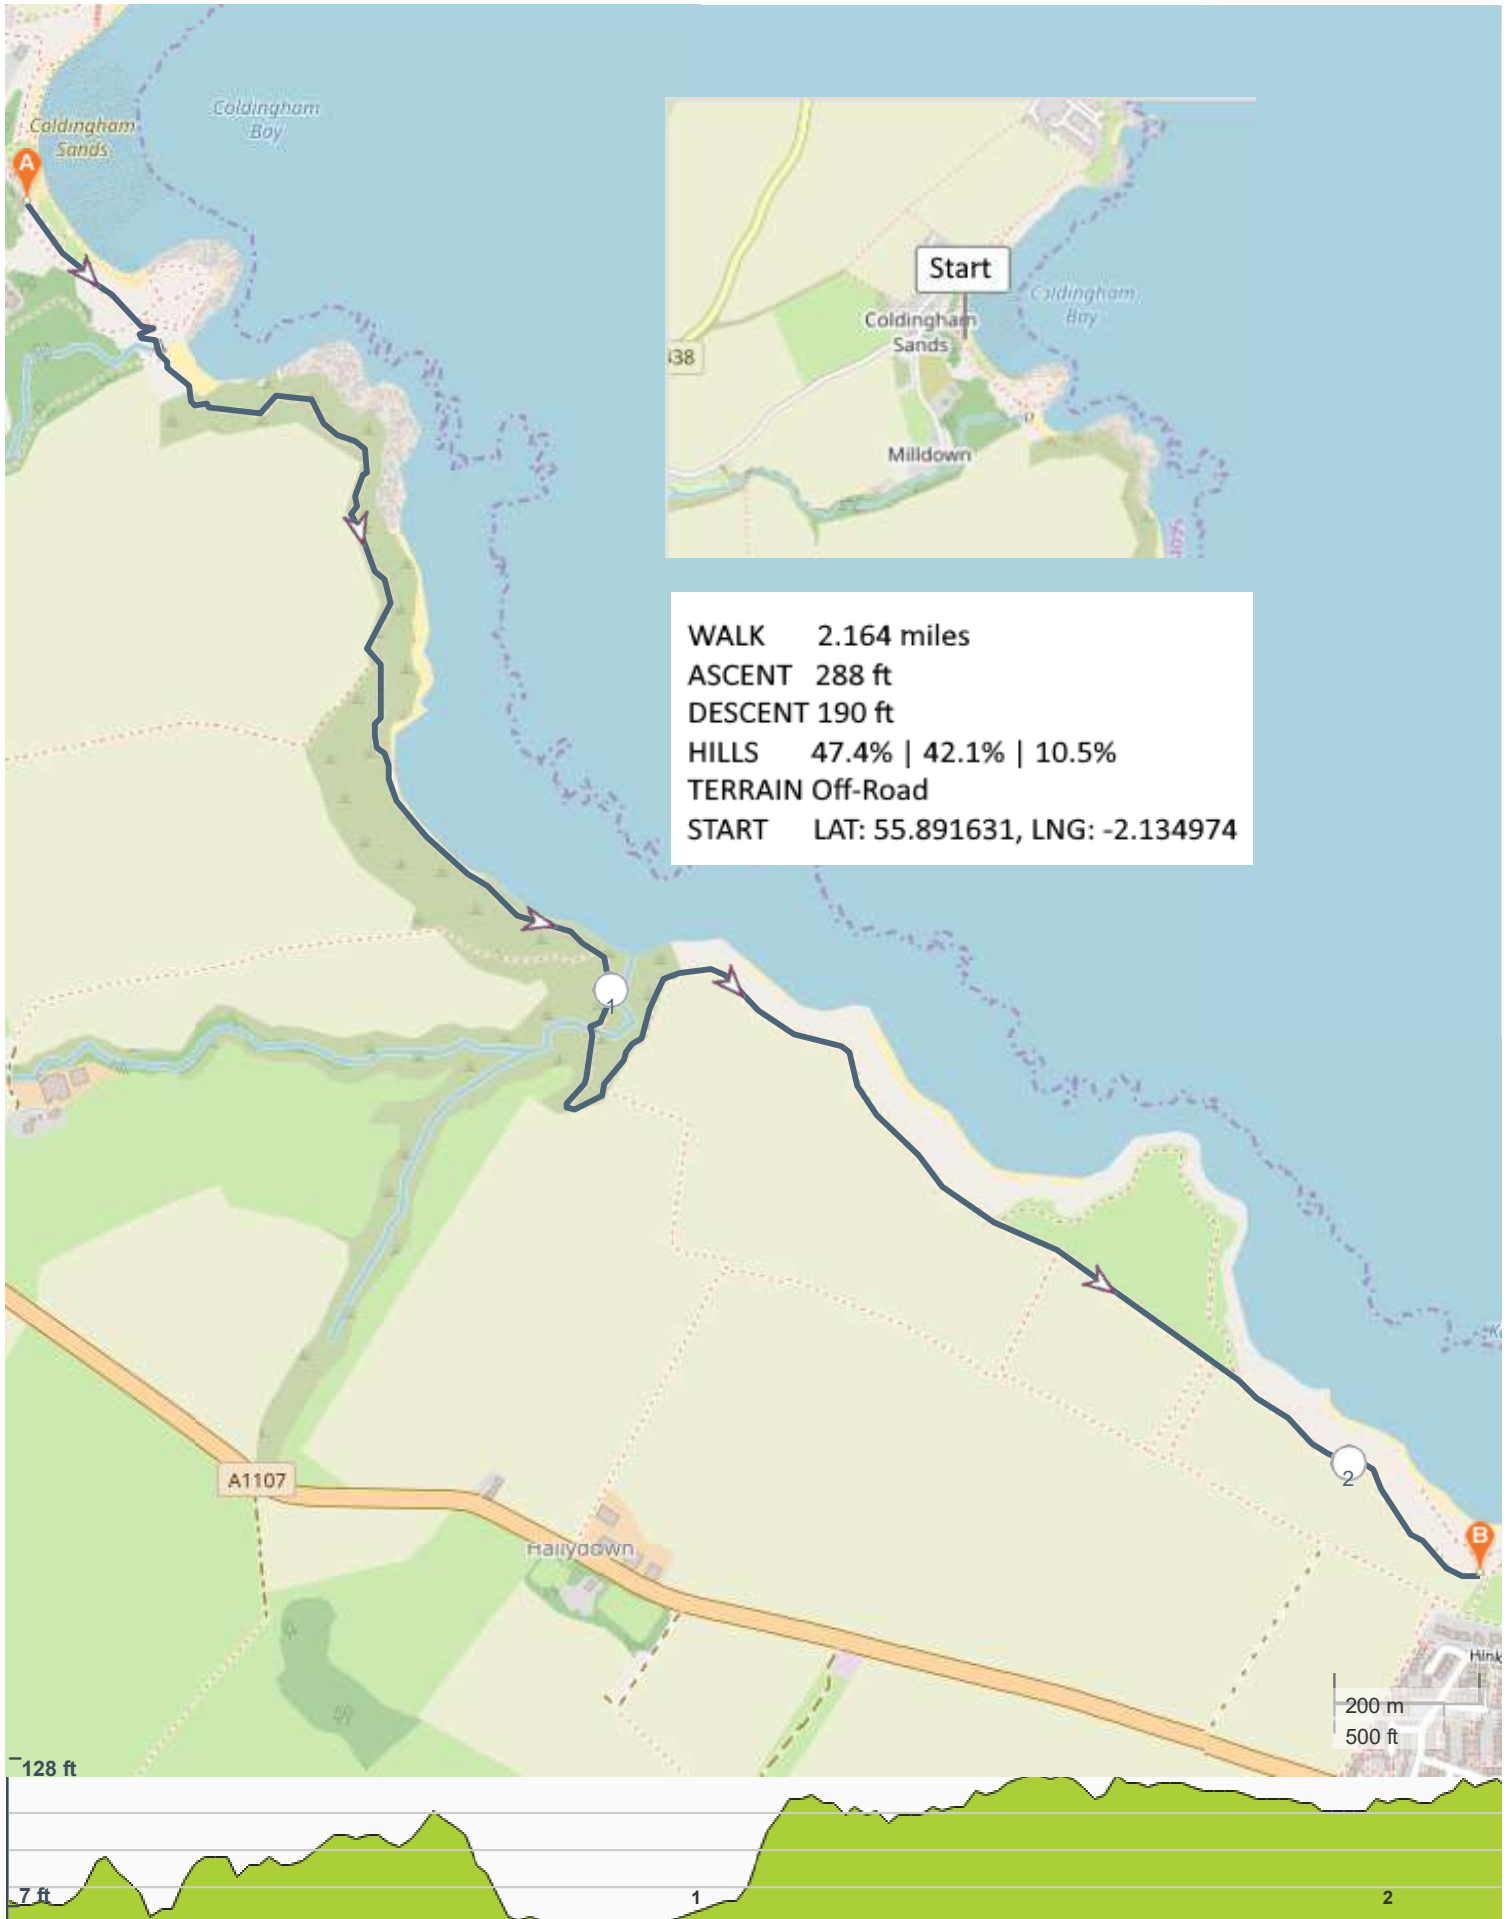 Coldingham
Bay
Coldingham
Sands
A
Start
Coldingham
Bay
Coldingham
Sands
Milldown
WALK 2.164 miles
ASCENT 288 ft
DESCENT 190 ft
HILLS 47.4% | 42.1% | 10.5%
TERRAIN Off-Road
START LAT: 55.891631, LNG: -2.134974
1
2
A1107
B
Hallydown
200 m
500 ft
128 ft
7 ft
1
2